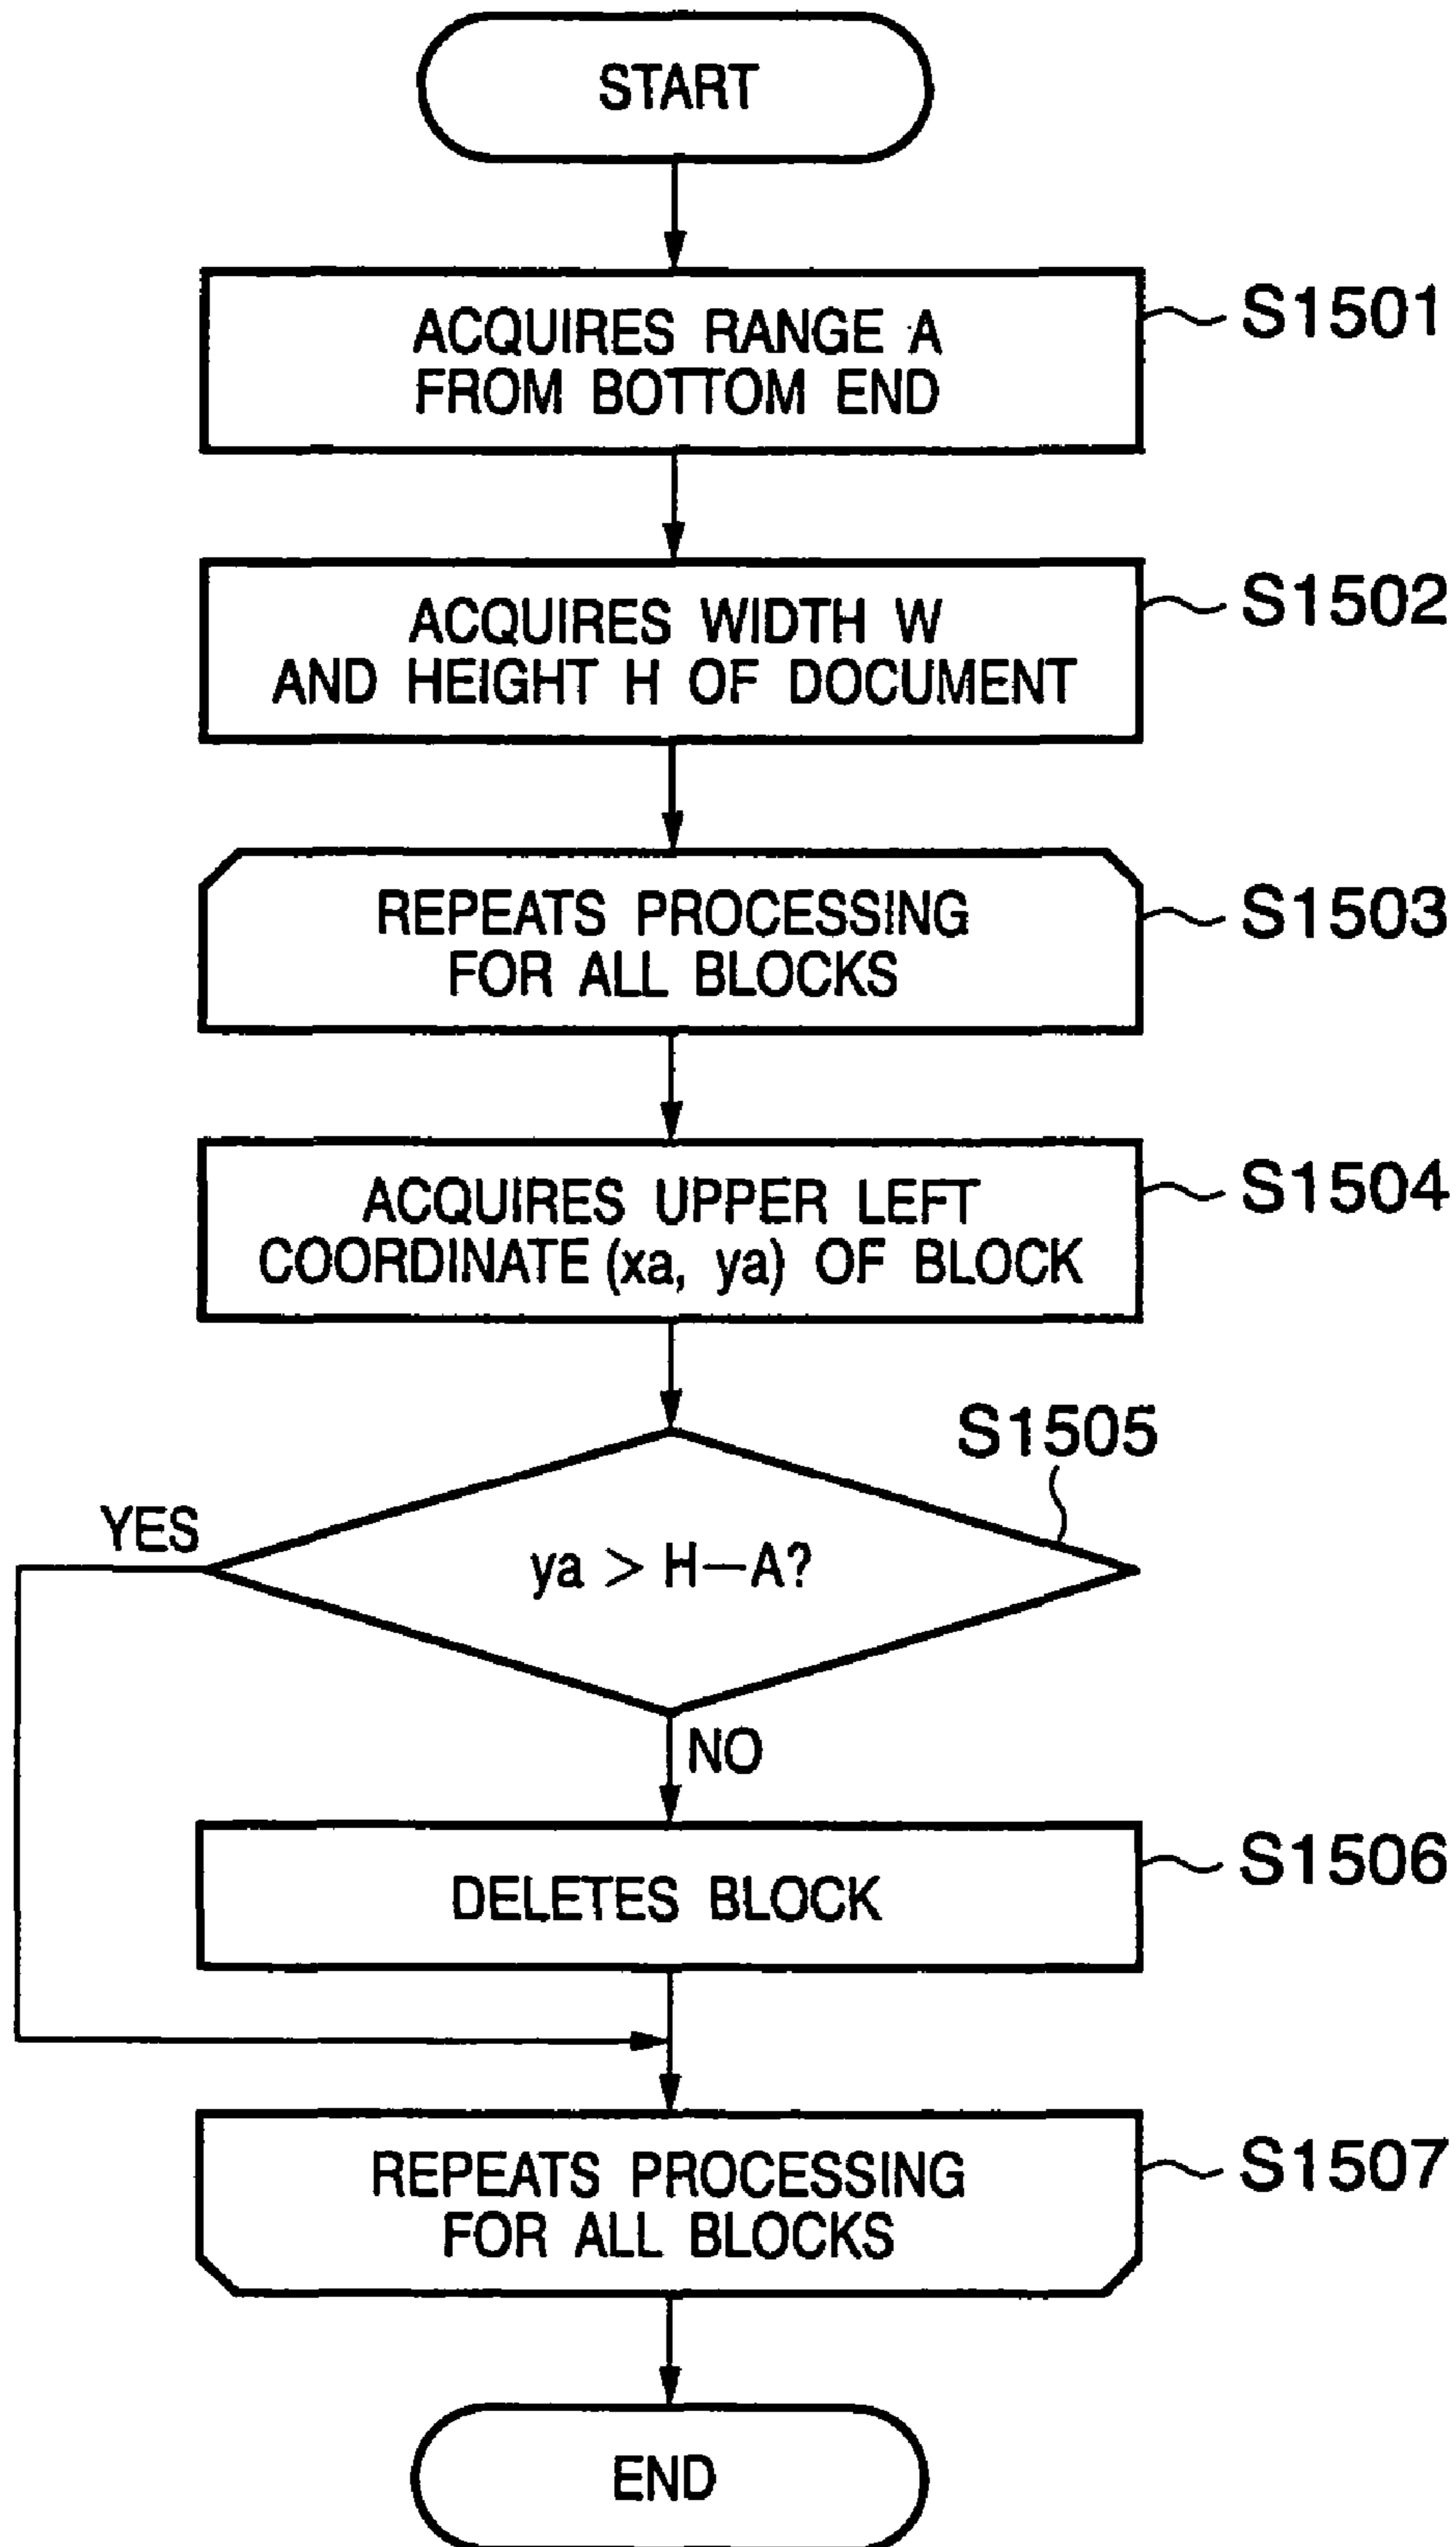 START
ACQUIRES RANGE A
FROM BOTTOM END
S1501
ACQUIRES WIDTH W
AND HEIGHT H OF DOCUMENT
S1502
REPEATS PROCESSING
FOR ALL BLOCKS
S1503
ACQUIRES UPPER LEFT
COORDINATE (xa, ya) OF BLOCK
S1504
S1505
YES
ya > H—A?
NO
DELETES BLOCK
S1506
REPEATS PROCESSING
FOR ALL BLOCKS
S1507
END